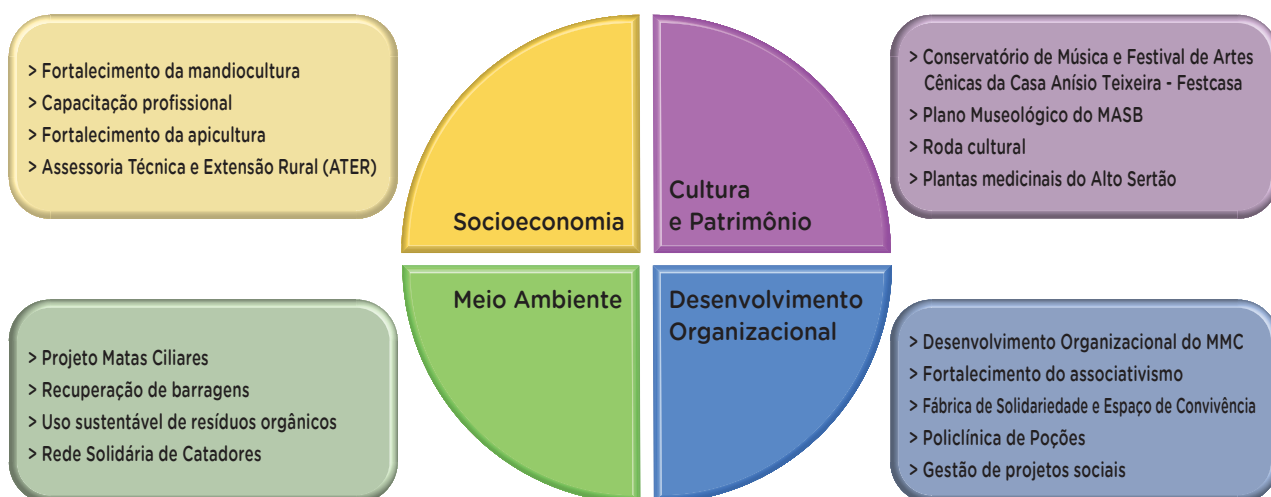 > Fortalecimento da mandiocultura
> Capacitação profissional
> Fortalecimento da apicultura
> Assessoria Técnica e Extensão Rural (ATER)
Socioeconomia
Cultura
e Patrimônio
> Conservatório de Música e Festival de Artes
Cênicas da Casa Anísio Teixeira - Festcasa
> Plano Museológico do MASB
> Roda cultural
> Plantas medicinais do Alto Sertão
Meio Ambiente
> Projeto Matas Ciliares
> Recuperação de barragens
> Uso sustentável de resíduos orgânicos
> Rede Solidária de Catadores
Desenvolvimento
Organizacional
> Desenvolvimento Organizacional do MMC
> Fortalecimento do associativismo
> Fábrica de Solidariedade e Espaço de Convivência
> Policlínica de Poções
> Gestão de projetos sociais